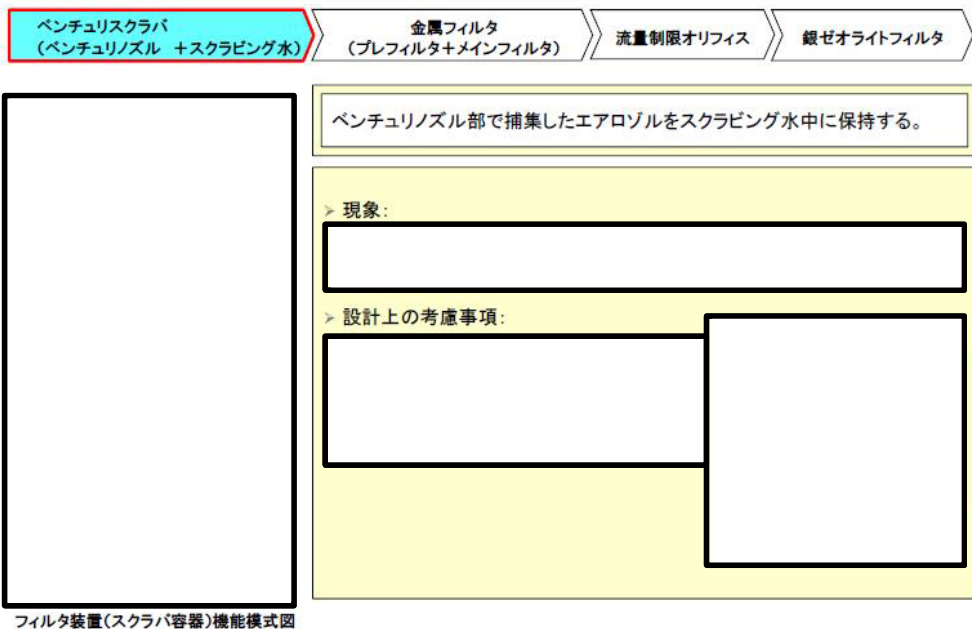 ベンチュリスクラバ
(ベンチュリノズル +スクラビング水)
金属フィルタ
(プレフィルタ+メインフィルタ)
流量制限オリフィス
銀ゼオライトフィルタ
ベンチュリノズル部で捕集したエアロゾルをスクラビング水中に保持する。
➢ 現象:
➢ 設計上の考慮事項:
フィルタ装置(スクラバ容器)機能模式図